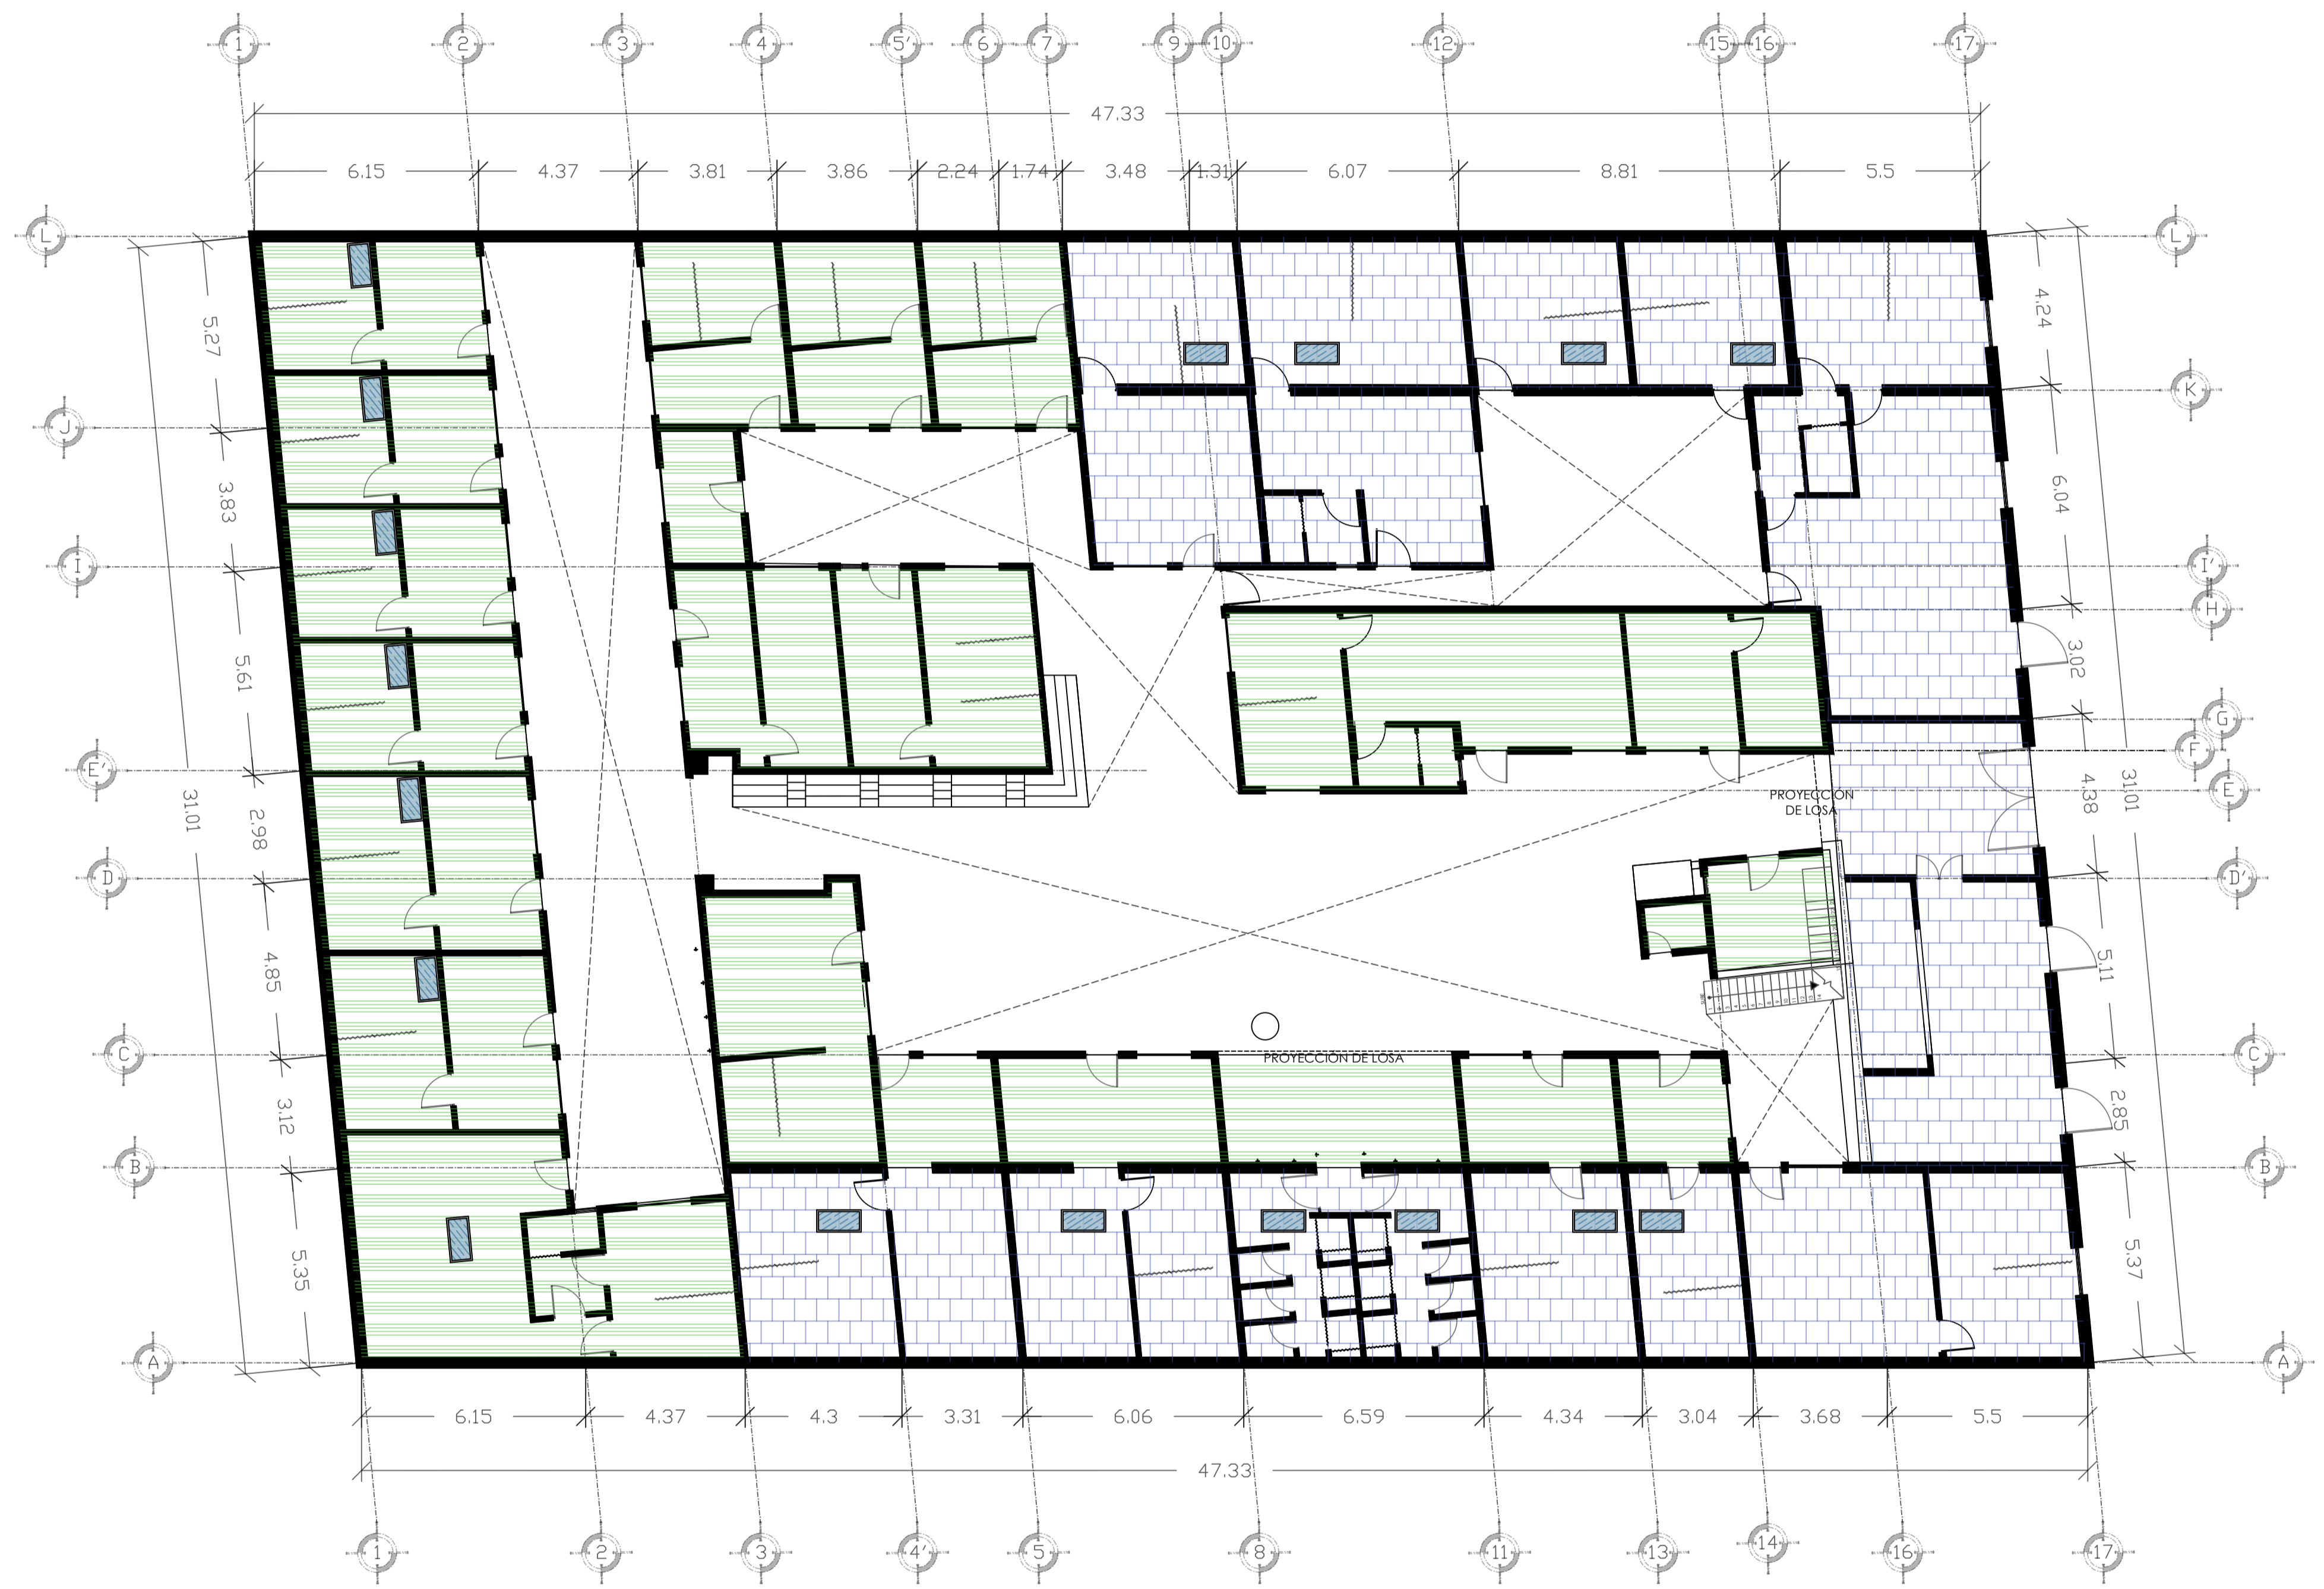 1 2 3 4 5' 6 7 9 10 12 15 16 17
47.33
6.15 4.37 3.81 3.86 2.24 1.74 3.48 1.31 6.07 8.81 5.5
L L
5.27 4.24
K
J
3.83 6.04
I I'
H
5.61 3.02
G
F
E' E
31.01 31.01
PROYECCIÓN
DE LOSA
2.98 4.38
D D'
4.85 5.11
C C
PROYECCIÓN DE LOSA
3.12 2.85
B B
5.35 5.37
A A
6.15 4.37 4.3 3.31 6.06 6.59 4.34 3.04 3.68 5.5
47.33
1 2 3 4' 5 8 11 13 14 16 17